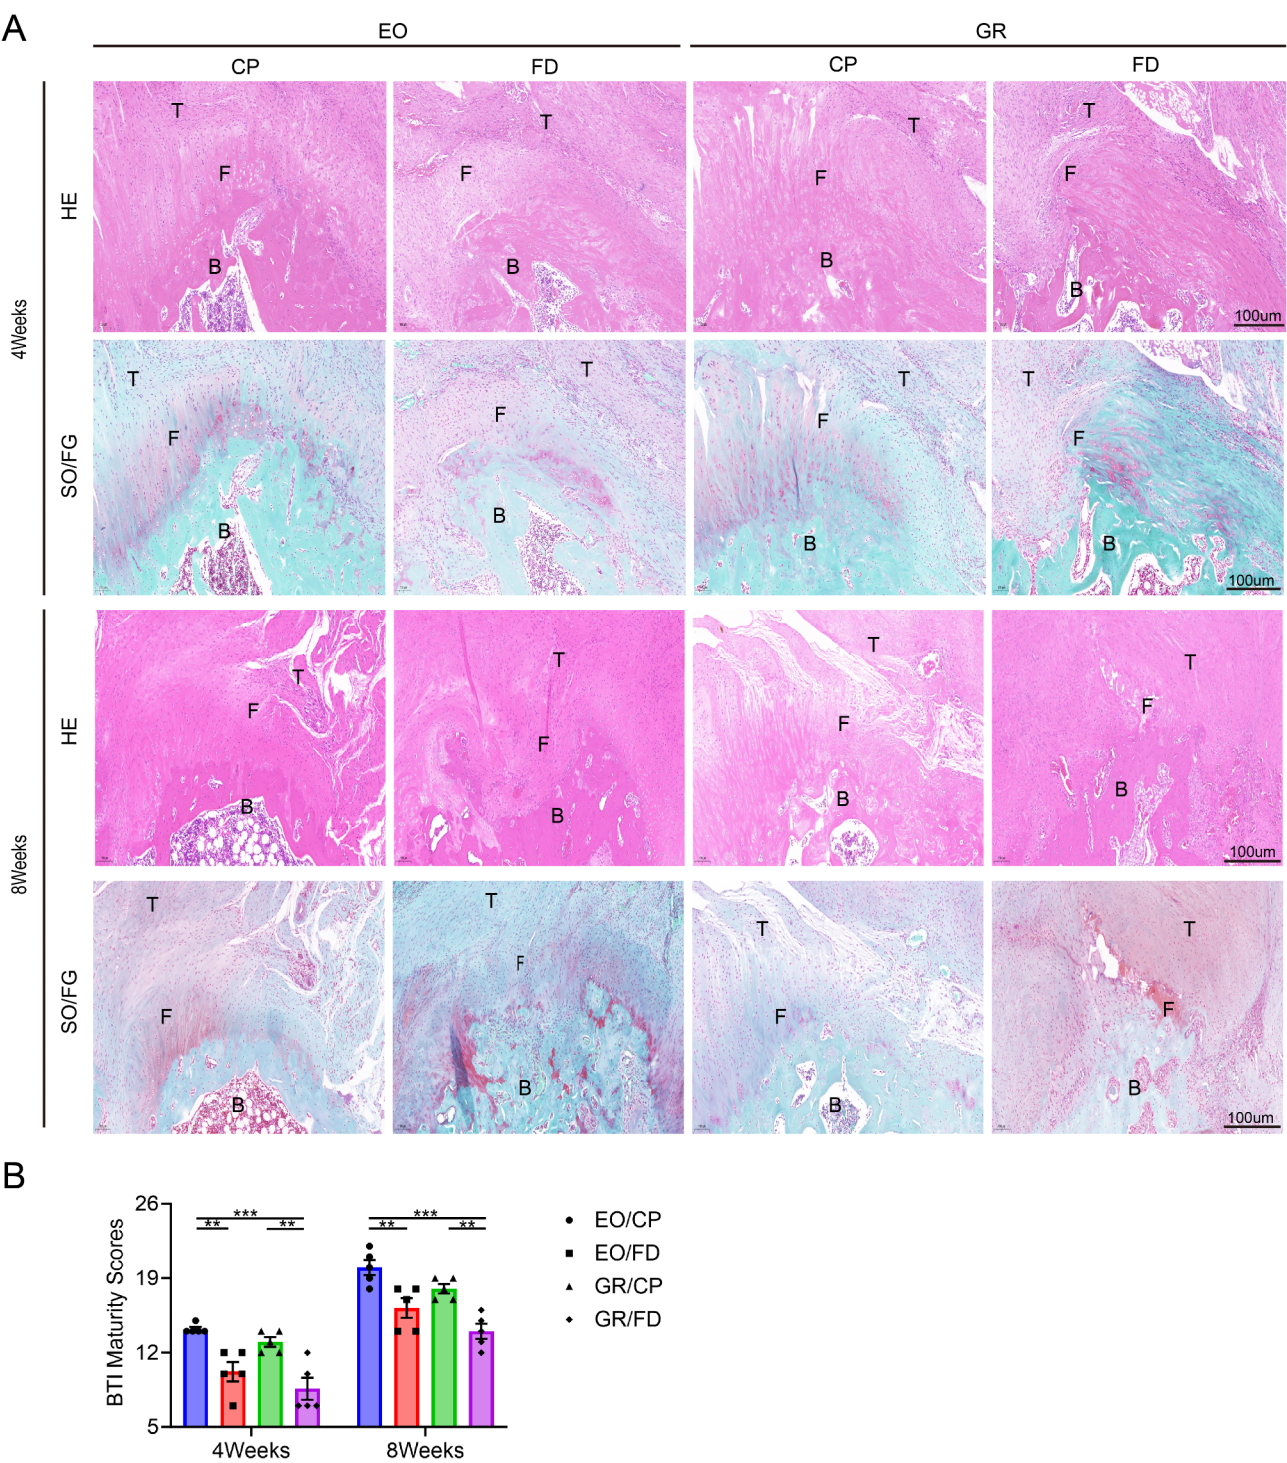 A
EO GR
CP FD CP FD
4Weeks
HE
T T T T
F F F F
B B B B
100um
SO/FG
T T T T
F F F F
B B B B
100um
8Weeks
HE
T T T T
F F F F
B B B B
100um
SO/FG
T T T T
F F F F
B B B B
100um
B
BTI Maturity Scores
26
19
12
5
*** ***
** ** ** **
4Weeks 8Weeks
EO/CP
EO/FD
GR/CP
GR/FD